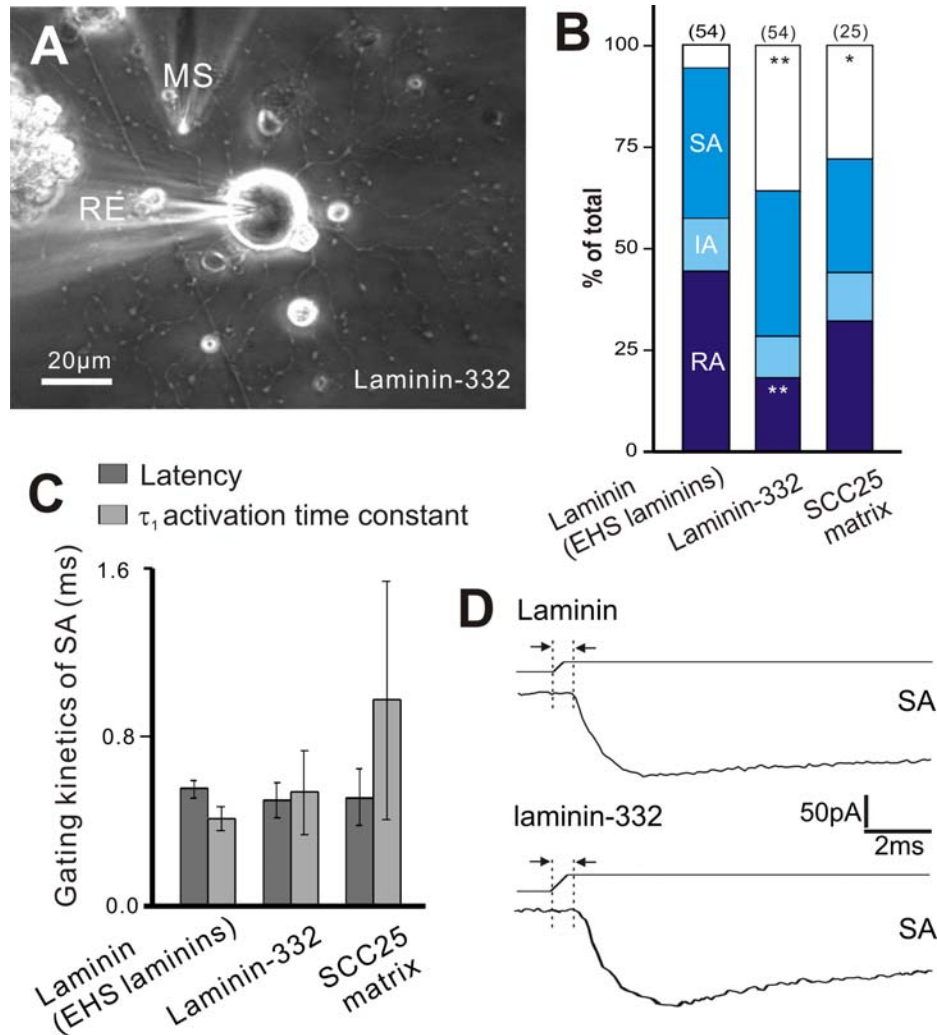 A
MS
RE
20μm
Laminin-332
B
(54) (54) (25)
100
75
50
25
0
% of total
** *
SA
IA
RA
**
Laminin
(EHS laminins)
Laminin-332
SCC25
matrix
C
Latency
τ1 activation time constant
Gating kinetics of SA (ms)
1.6
0.8
0.0
Laminin
(EHS laminins)
Laminin-332
SCC25
matrix
D
Laminin
SA
50pA
2ms
laminin-332
SA